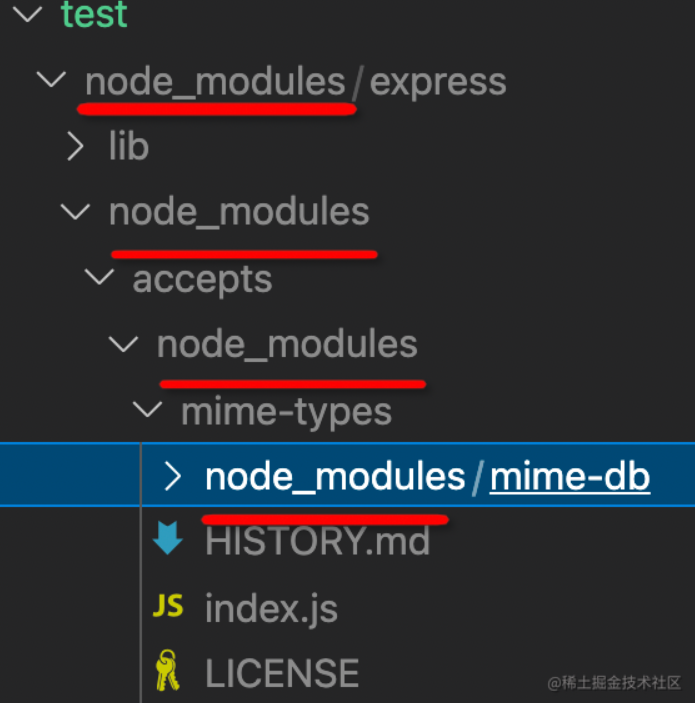 test
node_modules/express
lib
node_modules
accepts
node_modules
mime-types
node_modules/mime-db
HISTORY.md
JS index.js
LICENSE
@稀土掘金技术社区